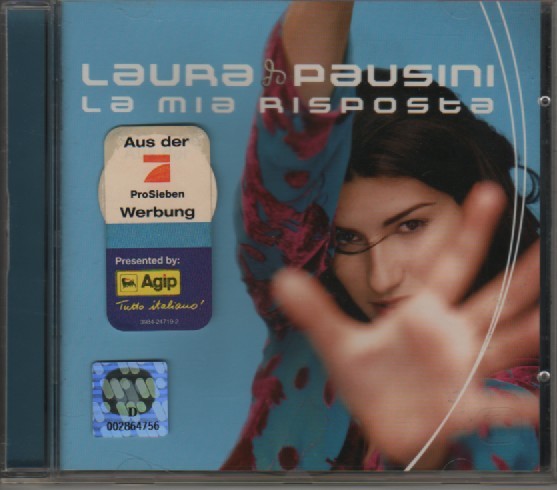 LAURA PAUSINI
LA MIA RISPOSTA
Aus der
7
ProSieben
Werbung
Presented by:
Agip
Tutto italiano!
D
002864756